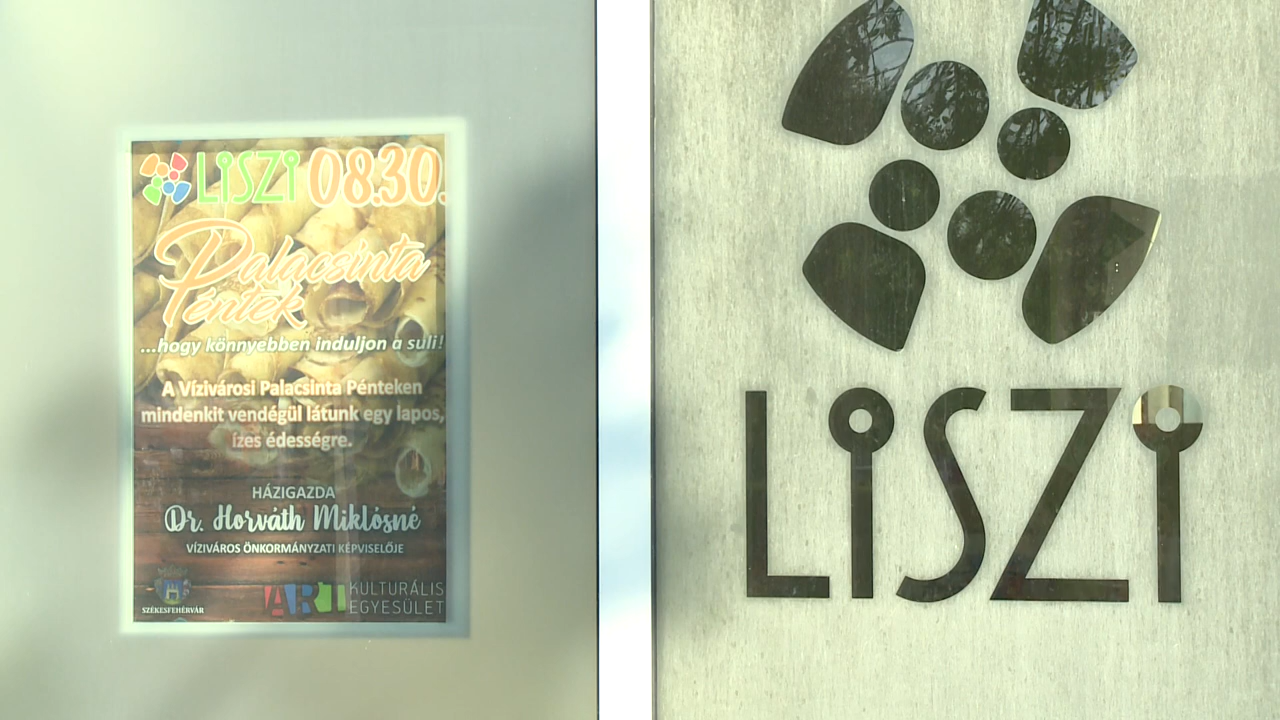 LISZI 08.30.
Palacsinta
Péntek
...hogy könnyebben induljon a suli!
A Vízivárosi Palacsinta Pénteken
mindenkit vendégül látunk egy lapos,
ízes édességre.
HÁZIGAZDA
Dr. Horváth Miklósné
VÍZIVÁROS ÖNKORMÁNYZATI KÉPVISELŐJE
SZÉKESFEHÉRVÁR
ART KULTURÁLIS
EGYESÜLET
LISZI